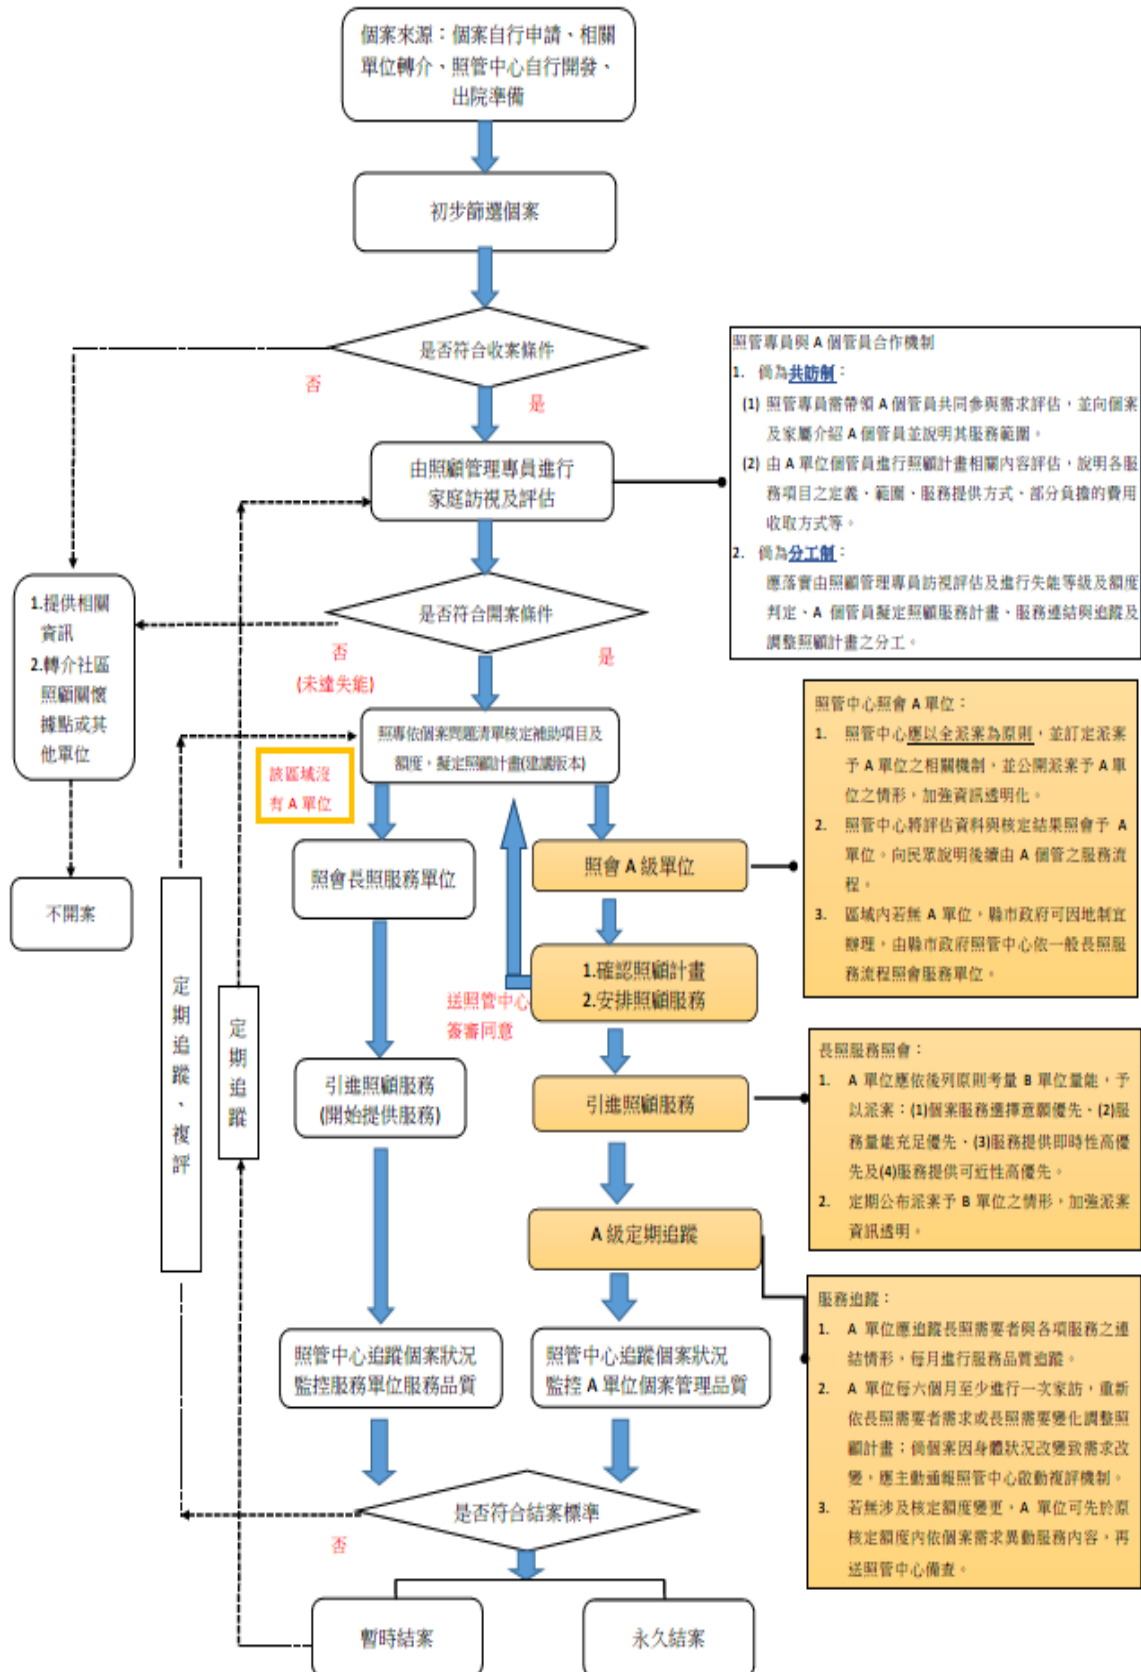 個案來源：個案自行申請、相關
單位轉介、照管中心自行開發、
出院準備
初步篩選個案
是否符合收案條件
否
是
由照顧管理專員進行
家庭訪視及評估
照管專員與 A 個管員合作機制
1. 倘為共訪制：
(1) 照管專員需帶領 A 個管員共同參與需求評估，並向個案
及家屬介紹 A 個管員並說明其服務範圍。
(2) 由 A 單位個管員進行照顧計畫相關內容評估，說明各服
務項目之定義、範圍、服務提供方式、部分負擔的費用
收取方式等。
2. 倘為分工制：
應落實由照顧管理專員訪視評估及進行失能等級及額度
判定、A 個管員擬定照顧服務計畫、服務連結與追蹤及
調整照顧計畫之分工。
是否符合開案條件
否
(未達失能)
是
1.提供相關
資訊
2.轉介社區
照顧關懷
據點或其
他單位
不開案
照專依個案問題清單核定補助項目及
額度，擬定照顧計畫(建議版本)
該區域沒
有 A 單位
照會長照服務單位
照會 A 級單位
照管中心照會 A 單位：
1. 照管中心應以全派案為原則，並訂定派案
予 A 單位之相關機制，並公開派案予 A 單
位之情形，加強資訊透明化。
2. 照管中心將評估資料與核定結果照會予 A
單位。向民眾說明後續由 A 個管之服務流
程。
3. 區域內若無 A 單位，縣市政府可因地制宜
辦理，由縣市政府照管中心依一般長照服
務流程照會服務單位。
1.確認照顧計畫
2.安排照顧服務
送照管中心
簽審同意
定期追蹤、複評
定期追蹤
引進照顧服務
(開始提供服務)
引進照顧服務
長照服務照會：
1. A 單位應依後列原則考量 B 單位量能，予
以派案：(1)個案服務選擇意願優先、(2)服
務量能充足優先、(3)服務提供即時性高優
先及(4)服務提供可近性高優先。
2. 定期公布派案予 B 單位之情形，加強派案
資訊透明。
A 級定期追蹤
服務追蹤：
1. A 單位應追蹤長照需要者與各項服務之連
結情形，每月進行服務品質追蹤。
2. A 單位每六個月至少進行一次家訪，重新
依長照需要者需求或長照需要變化調整照
顧計畫；倘個案因身體狀況改變致需求改
變，應主動通報照管中心啟動複評機制。
3. 若無涉及核定額度變更，A 單位可先於原
核定額度內依個案需求異動服務內容，再
送照管中心備查。
照管中心追蹤個案狀況
監控服務單位服務品質
照管中心追蹤個案狀況
監控 A 單位個案管理品質
是否符合結案標準
否
暫時結案
永久結案